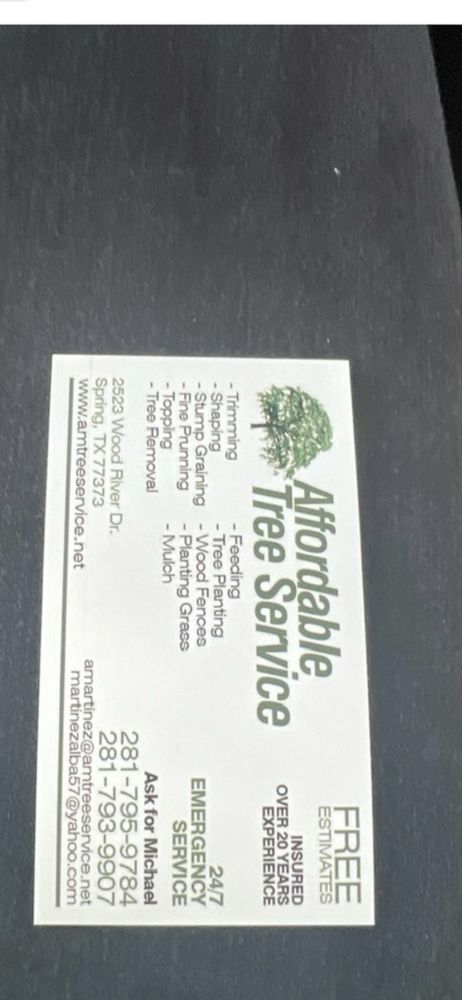 Affordable
Tree Service
FREE
ESTIMATES
INSURED
OVER 20 YEARS
EXPERIENCE
- Trimming
- Shaping
- Stump Graining
- Fine Prunning
- Topping
- Tree Removal
- Feeding
- Tree Planting
- Wood Fences
- Planting Grass
- Mulch
24/7
EMERGENCY
SERVICE
Ask for Michael
281-795-9784
281-793-9907
2523 Wood River Dr.
Spring, TX 77373
www.amtreeservice.net
amartinez@amtreeservice.net
martinezalba57@yahoo.com